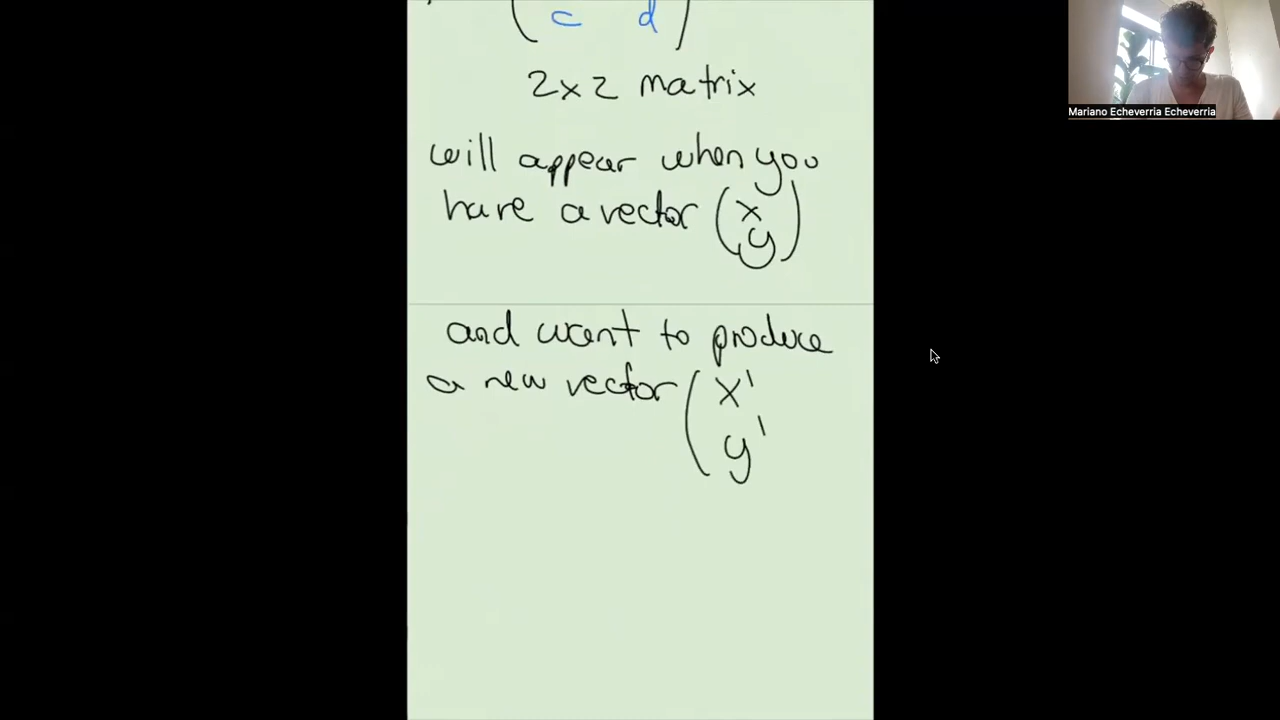 ( c d )
2x2 matrix
will appear when you
have a vector ( x
y )
and want to produce
a new vector ( x'
y'
Mariano Echeverria Echeverria